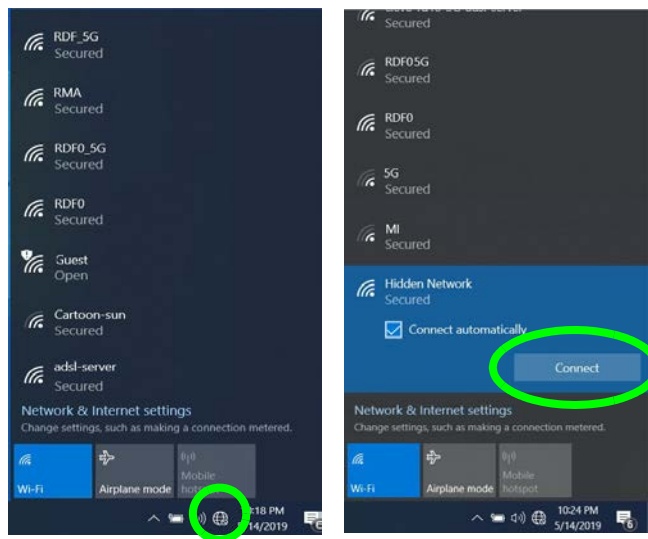 RDF_5G
Secured
RMA
Secured
RDF0_5G
Secured
RDF0
Secured
Guest
Open
Cartoon-sun
Secured
adsl-server
Secured
Network & Internet settings
Change settings, such as making a connection metered.
Wi-Fi
Airplane mode
Mobile
hotspot
:18 PM
5/14/2019
Secured
RDF05G
Secured
RDF0
Secured
5G
Secured
MI
Secured
Hidden Network
Secured
Connect automatically
Connect
Network & Internet settings
Change settings, such as making a connection metered.
Wi-Fi
Airplane mode
Mobile
hotspot
10:24 PM
5/14/2019
6